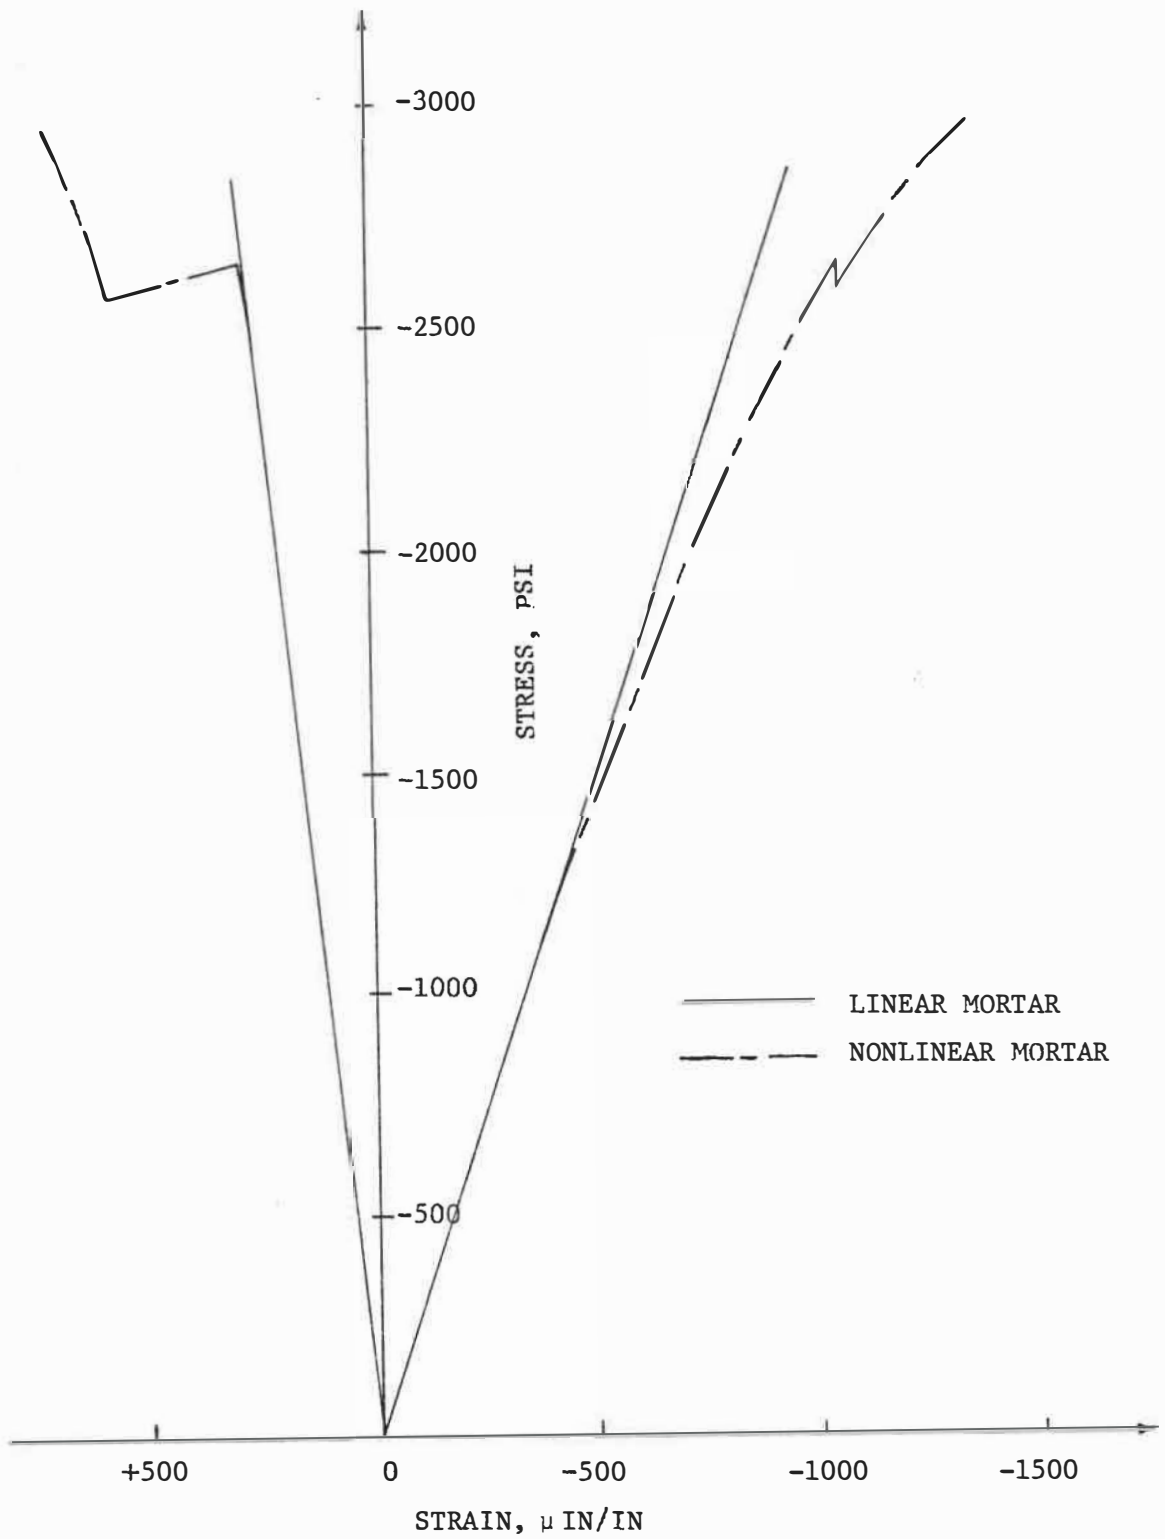 -3000
-2500
-2000
STRESS, PSI
-1500
-1000
LINEAR MORTAR
NONLINEAR MORTAR
-500
+500 0 -500 -1000 -1500
STRAIN, μ IN/IN